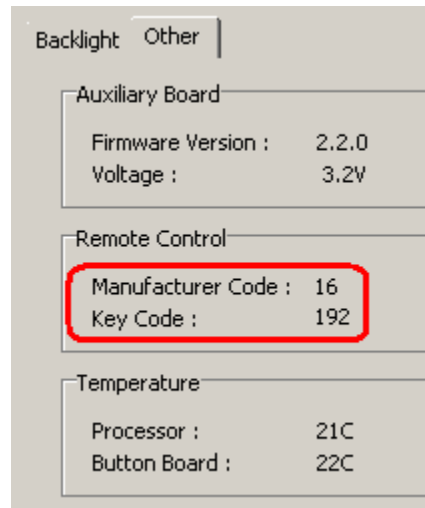 Backlight Other
Auxiliary Board
Firmware Version : 2.2.0
Voltage : 3.2V
Remote Control
Manufacturer Code : 16
Key Code : 192
Temperature
Processor : 21C
Button Board : 22C